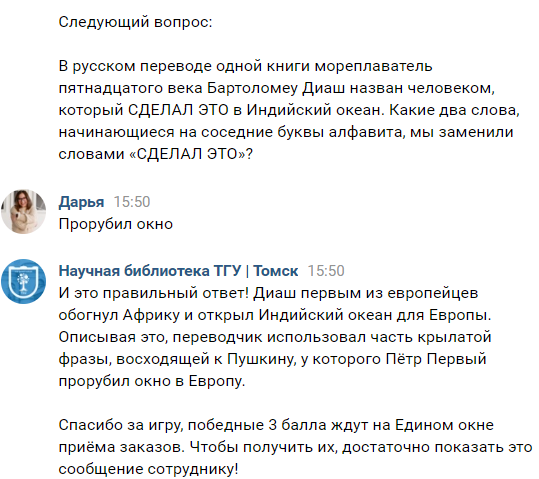 Следующий вопрос:
В русском переводе одной книги мореплаватель
пятнадцатого века Бартоломеу Диаш назван человеком,
который СДЕЛАЛ ЭТО в Индийский океан. Какие два слова,
начинающиеся на соседние буквы алфавита, мы заменили
словами «СДЕЛАЛ ЭТО»?
Дарья 15:50
Прорубил окно
Научная библиотека ТГУ | Томск 15:50
И это правильный ответ! Диаш первым из европейцев
обогнул Африку и открыл Индийский океан для Европы.
Описывая это, переводчик использовал часть крылатой
фразы, восходящей к Пушкину, у которого Пётр Первый
прорубил окно в Европу.
Спасибо за игру, победные 3 балла ждут на Едином окне
приёма заказов. Чтобы получить их, достаточно показать это
сообщение сотруднику!